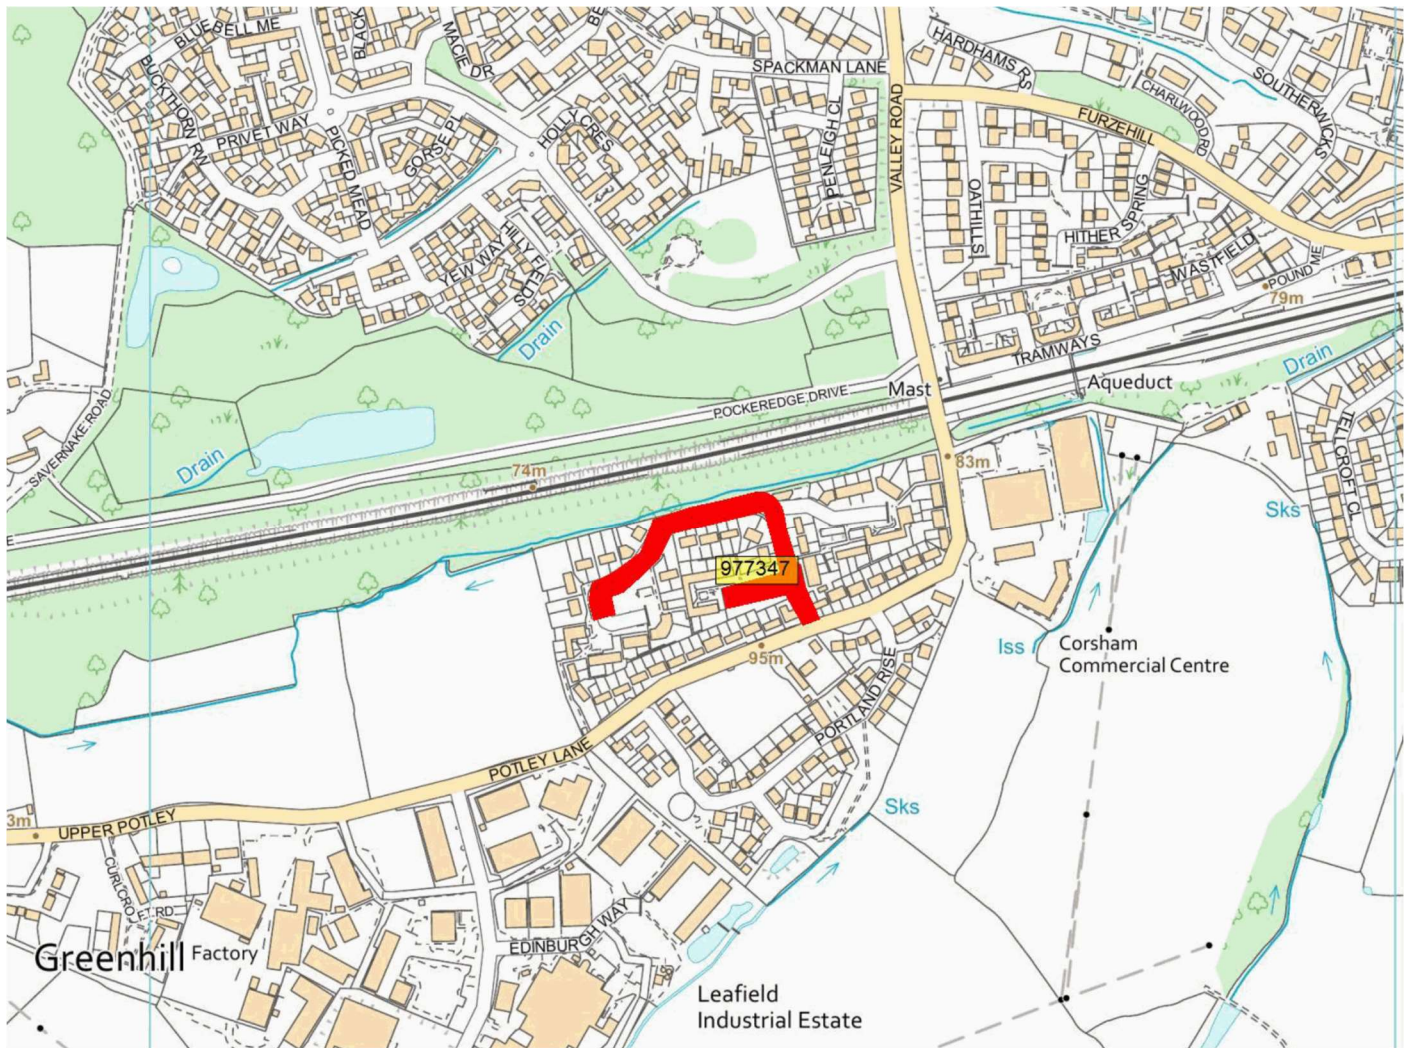 BLUEBELL ME
BLACK
MACIE DR
BE
HARDHAMS RS
SPACKMAN LANE
SOUTHERWICKS
BUCKTHORN RW
CHARLWOOD RD
FURZEHILL
PRIVET WAY
PICKED MEAD
GORSE PL
HOLLY CRES
PENLEIGH CL
VALLEY ROAD
OATHILLS
HITHER SPRING
WASTFIELD
POUND ME
YEW WAY
HILLY FIELDS
79m
Drain
TRAMWAYS
Drain
Mast
Aqueduct
POCKEREDGE DRIVE
SAVERNAKE ROAD
TELLCROFT CL
Drain
74m
83m
Sks
E
977347
Iss
Corsham
Commercial Centre
95m
PORTLAND RISE
POTLEY LANE
Sks
3m
UPPER POTLEY
CURLCROFT RD
EDINBURGH WAY
Greenhill
Factory
Leafield
Industrial Estate